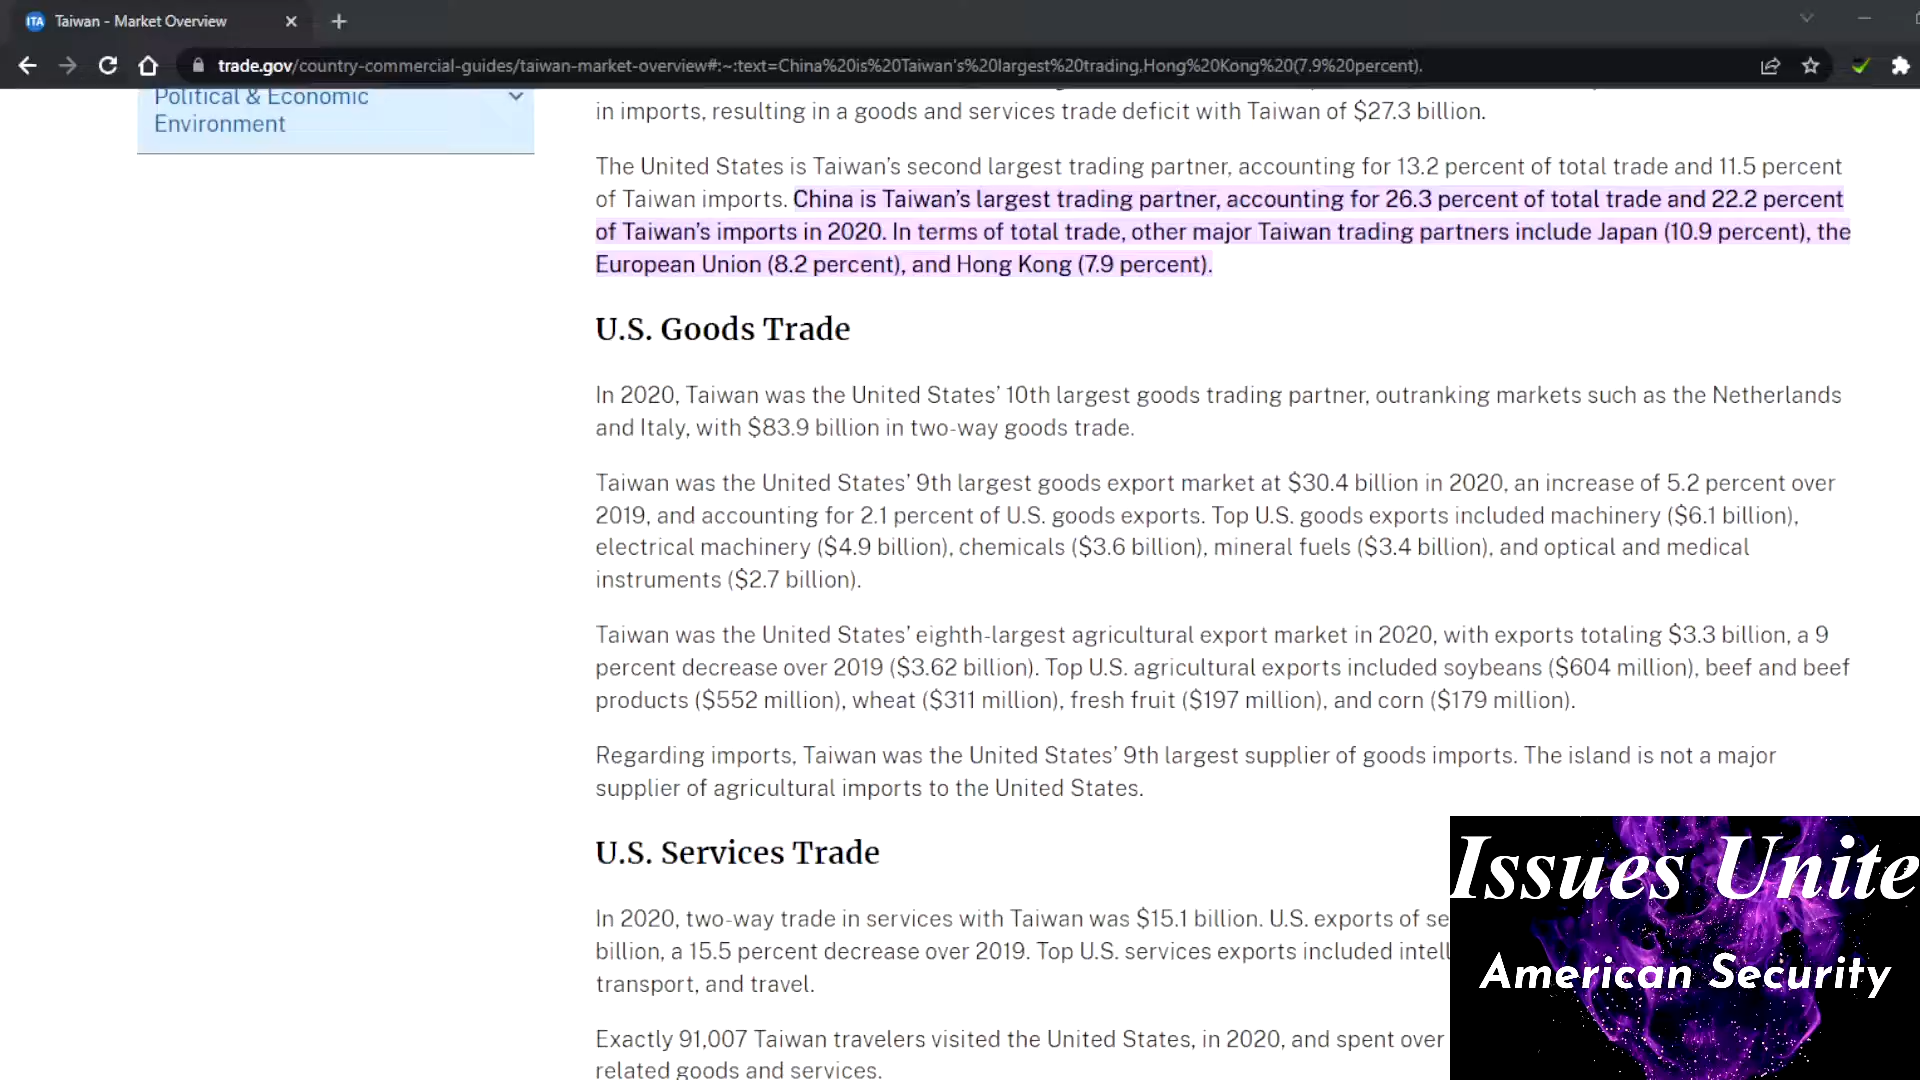 Taiwan - Market Overview
trade.gov/country-commercial-guides/taiwan-market-overview#:~:text=China%20is%20Taiwan's%20largest%20trading,Hong%20Kong%20(7.9%20percent).
Political & Economic
Environment
in imports, resulting in a goods and services trade deficit with Taiwan of $27.3 billion.
The United States is Taiwan’s second largest trading partner, accounting for 13.2 percent of total trade and 11.5 percent
of Taiwan imports. China is Taiwan’s largest trading partner, accounting for 26.3 percent of total trade and 22.2 percent
of Taiwan’s imports in 2020. In terms of total trade, other major Taiwan trading partners include Japan (10.9 percent), the
European Union (8.2 percent), and Hong Kong (7.9 percent).
U.S. Goods Trade
In 2020, Taiwan was the United States’ 10th largest goods trading partner, outranking markets such as the Netherlands
and Italy, with $83.9 billion in two-way goods trade.
Taiwan was the United States’ 9th largest goods export market at $30.4 billion in 2020, an increase of 5.2 percent over
2019, and accounting for 2.1 percent of U.S. goods exports. Top U.S. goods exports included machinery ($6.1 billion),
electrical machinery ($4.9 billion), chemicals ($3.6 billion), mineral fuels ($3.4 billion), and optical and medical
instruments ($2.7 billion).
Taiwan was the United States’ eighth-largest agricultural export market in 2020, with exports totaling $3.3 billion, a 9
percent decrease over 2019 ($3.62 billion). Top U.S. agricultural exports included soybeans ($604 million), beef and beef
products ($552 million), wheat ($311 million), fresh fruit ($197 million), and corn ($179 million).
Regarding imports, Taiwan was the United States’ 9th largest supplier of goods imports. The island is not a major
supplier of agricultural imports to the United States.
U.S. Services Trade
In 2020, two-way trade in services with Taiwan was $15.1 billion. U.S. exports of se
billion, a 15.5 percent decrease over 2019. Top U.S. services exports included intell
transport, and travel.
Exactly 91,007 Taiwan travelers visited the United States, in 2020, and spent over
related goods and services.
Issues Unite
American Security
ITA